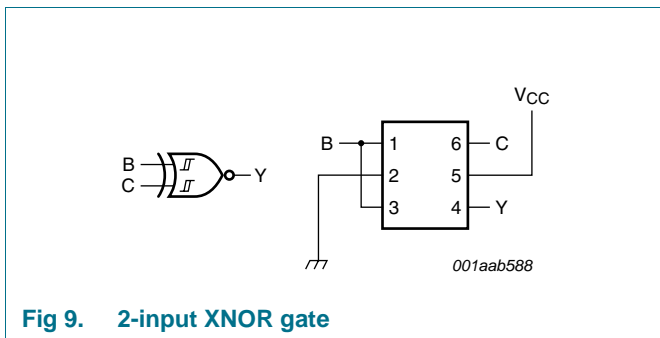 VCC
B
C
Y
B
1
2
3
6
5
4
C
Y
001aab588
Fig 9. 2-input XNOR gate